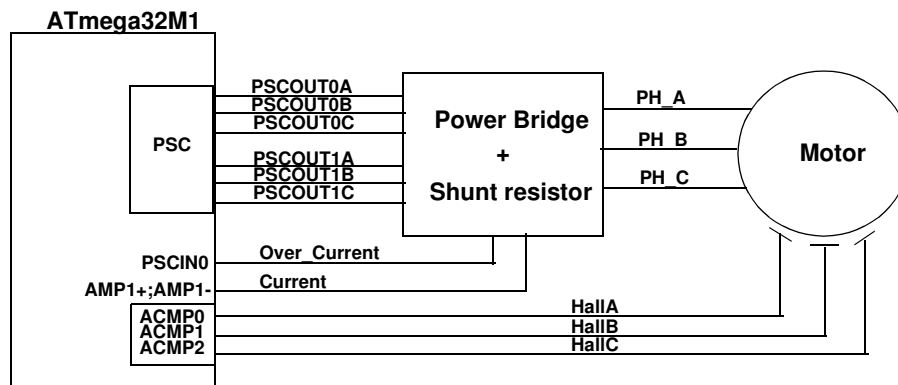 ATmega32M1
PSCOUT0A
PSCOUT0B
PSCOUT0C
PSC
PSCOUT1A
PSCOUT1B
PSCOUT1C
Power Bridge
+
Shunt resistor
PH_A
PH_B
PH_C
Motor
PSCIN0
Over_Current
AMP1+;AMP1-
Current
ACMP0
ACMP1
ACMP2
HallA
HallB
HallC